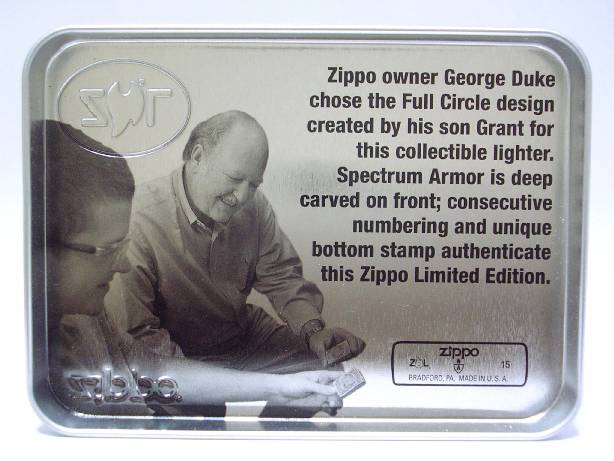 Zippo owner George Duke
chose the Full Circle design
created by his son Grant for
this collectible lighter.
Spectrum Armor is deep
carved on front; consecutive
numbering and unique
bottom stamp authenticate
this Zippo Limited Edition.
zippo
15
BRADFORD, PA. MADE IN U.S.A.
zippo